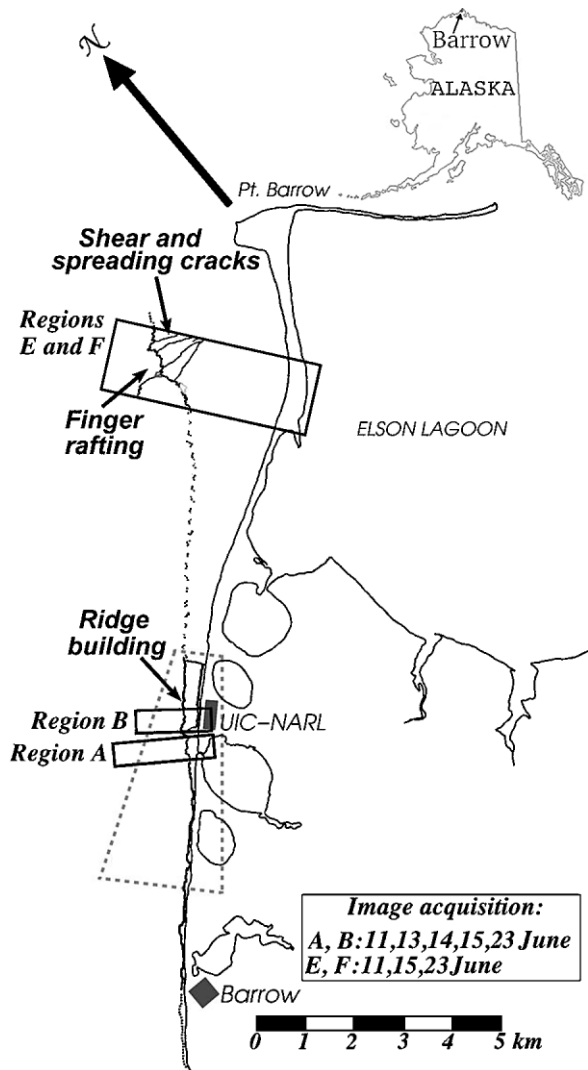 N
Barrow
ALASKA
Pt. Barrow
Shear and
spreading cracks
Regions
E and F
Finger
rafting
ELSON LAGOON
Ridge
building
Region B
UIC–NARL
Region A
Image acquisition:
A, B:11,13,14,15,23 June
E, F:11,15,23 June
Barrow
0 1 2 3 4 5
km